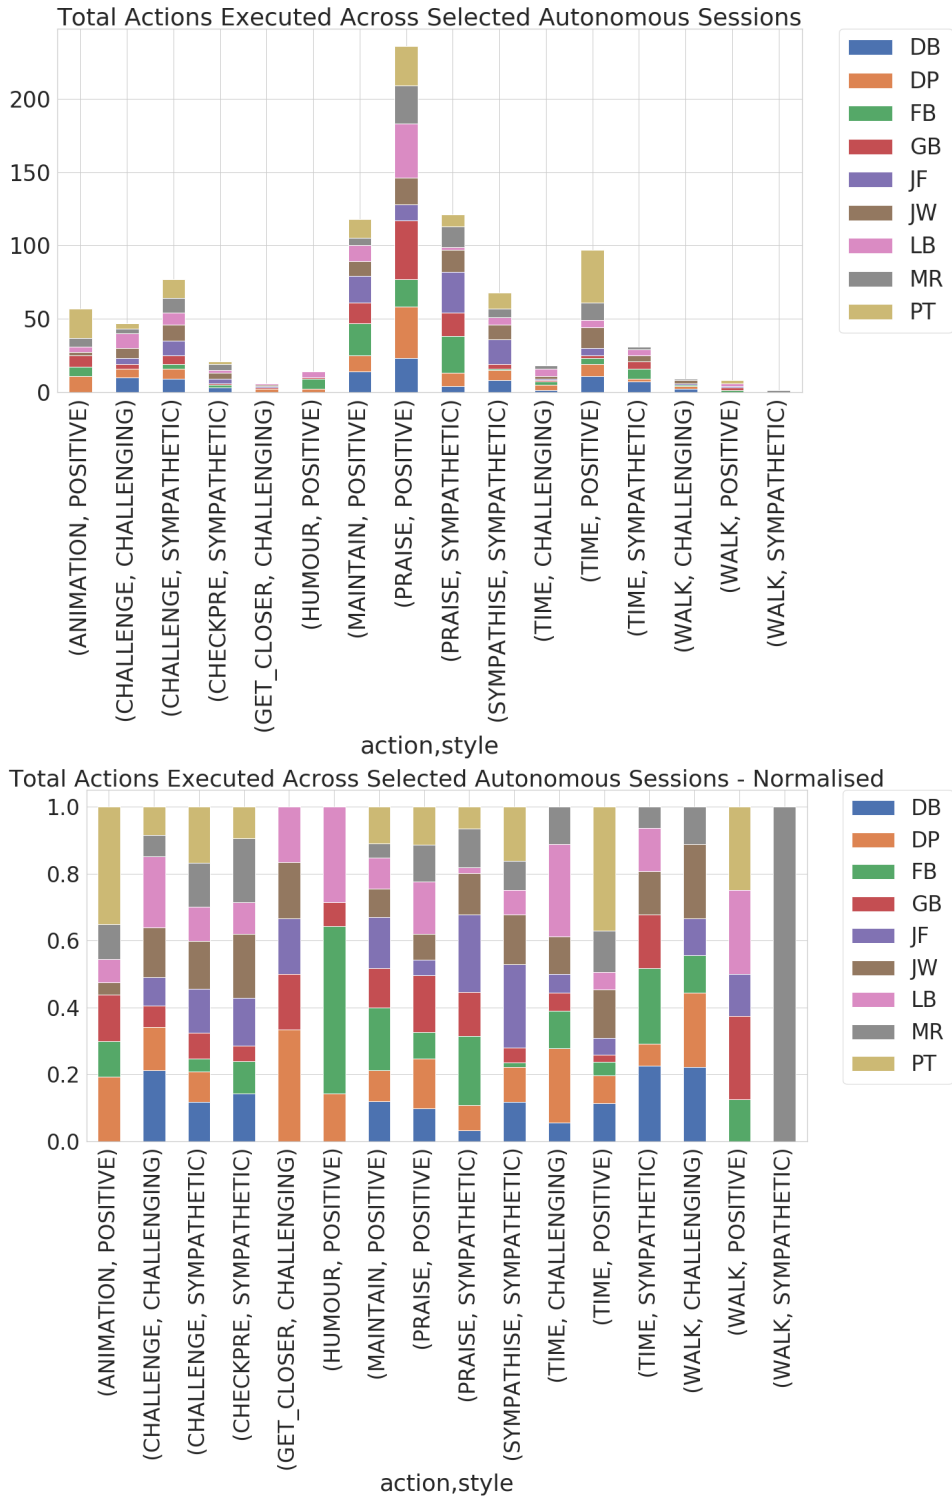 Total Actions Executed Across Selected Autonomous Sessions
200
150
100
50
0
DB
DP
FB
GB
JF
JW
LB
MR
PT
(ANIMATION, POSITIVE)
(CHALLENGE, CHALLENGING)
(CHALLENGE, SYMPATHETIC)
(CHECKPRE, SYMPATHETIC)
(GET_CLOSER, CHALLENGING)
(HUMOUR, POSITIVE)
(MAINTAIN, POSITIVE)
(PRAISE, POSITIVE)
(PRAISE, SYMPATHETIC)
(SYMPATHISE, SYMPATHETIC)
(TIME, CHALLENGING)
(TIME, POSITIVE)
(TIME, SYMPATHETIC)
(WALK, CHALLENGING)
(WALK, POSITIVE)
(WALK, SYMPATHETIC)
action,style
Total Actions Executed Across Selected Autonomous Sessions - Normalised
1.0
0.8
0.6
0.4
0.2
0.0
DB
DP
FB
GB
JF
JW
LB
MR
PT
(ANIMATION, POSITIVE)
(CHALLENGE, CHALLENGING)
(CHALLENGE, SYMPATHETIC)
(CHECKPRE, SYMPATHETIC)
(GET_CLOSER, CHALLENGING)
(HUMOUR, POSITIVE)
(MAINTAIN, POSITIVE)
(PRAISE, POSITIVE)
(PRAISE, SYMPATHETIC)
(SYMPATHISE, SYMPATHETIC)
(TIME, CHALLENGING)
(TIME, POSITIVE)
(TIME, SYMPATHETIC)
(WALK, CHALLENGING)
(WALK, POSITIVE)
(WALK, SYMPATHETIC)
action,style